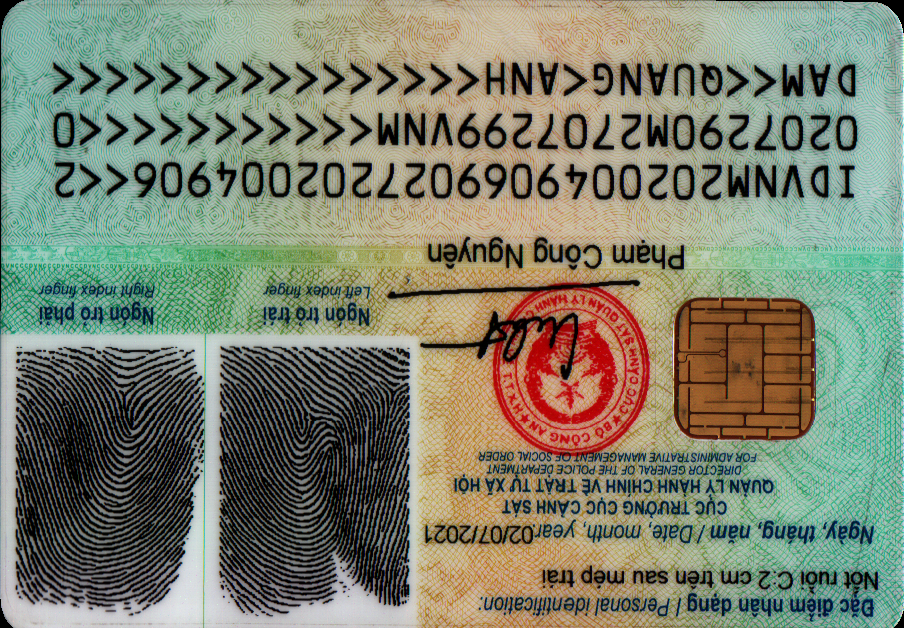 Đặc điểm nhân dạng / Personal identification:
Nốt ruồi C:2 cm trên sau mép trái
Ngày, tháng, năm / Date, month, year: 02/07/2021
CỤC TRƯỞNG CỤC CẢNH SÁT
QUẢN LÝ HÀNH CHÍNH VỀ TRẬT TỰ XÃ HỘI
DIRECTOR GENERAL OF THE POLICE DEPARTMENT
FOR ADMINISTRATIVE MANAGEMENT OF SOCIAL ORDER
BỘ CÔNG AN ★ CỤC CẢNH SÁT QUẢN LÝ HÀNH CHÍNH
Phạm Công Nguyên
Ngón trỏ trái
Left index finger
Ngón trỏ phải
Right index finger
IDVNM2020049069027202004906<<2
0207290M2707299VNM<<<<<<<<<<<0
DAM<<QUANG<ANH<<<<<<<<<<<<<<<<